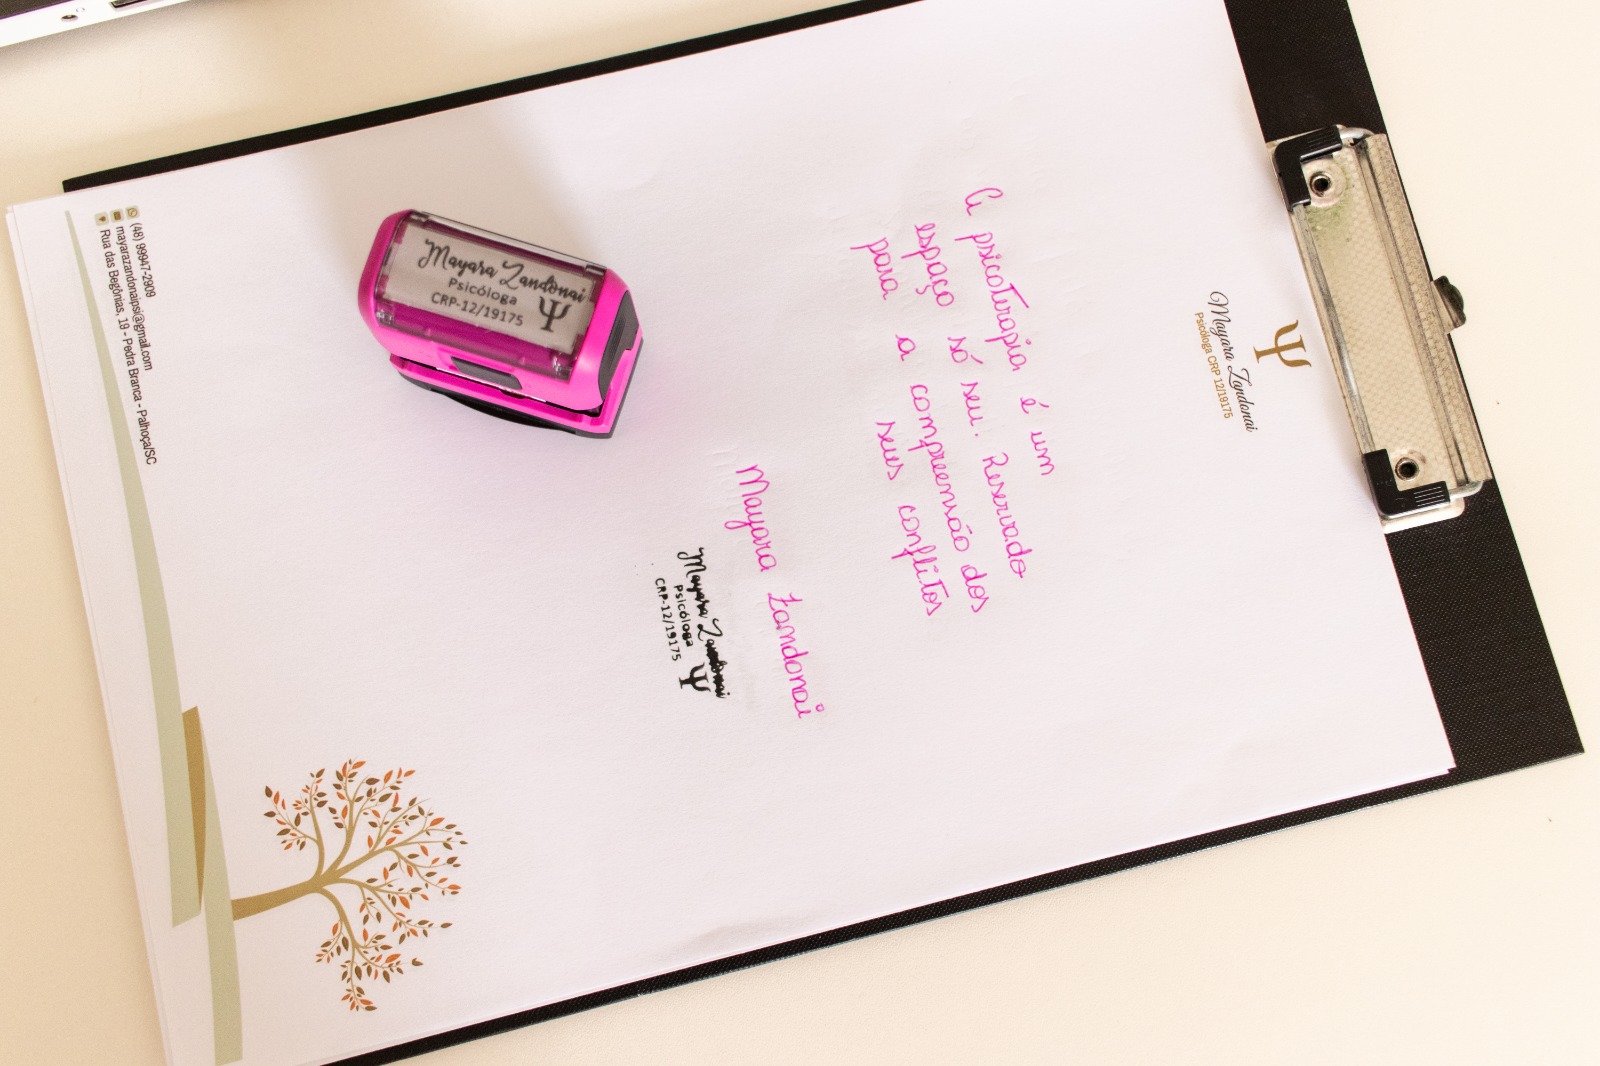 Ψ
Mayara Zandonai
Psicóloga CRP 12/19175
A psicoterapia é um
espaço só seu. Reservado
para a compreensão dos
seus conflitos
Mayara Zandonai
Mayara Zandonai
Psicóloga
CRP-12/19175
Ψ
Mayara Zandonai
Psicóloga
CRP-12/19175
Ψ
(48) 99947-2909
mayarazandonaipsi@gmail.com
Rua das Begônias, 19 - Pedra Branca - Palhoça/SC